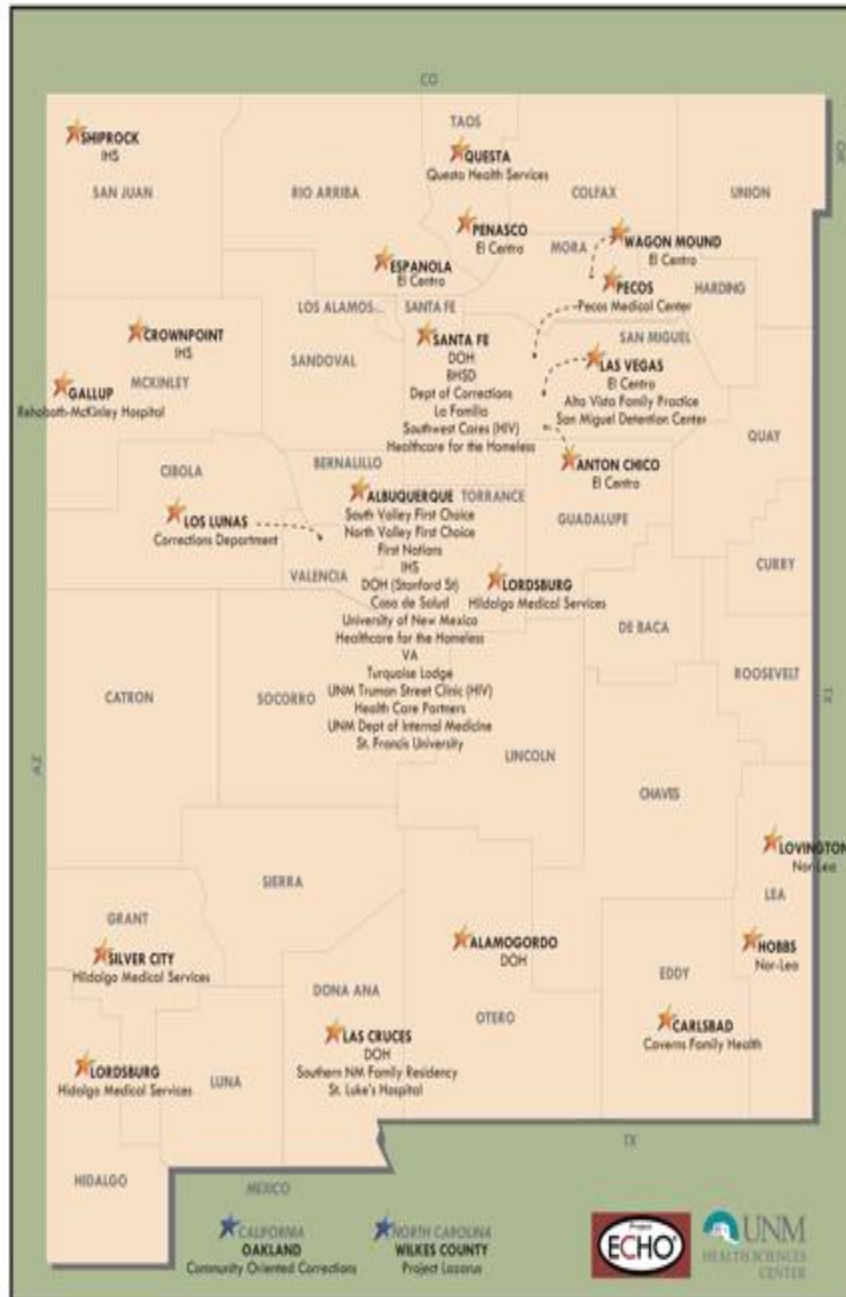 CO
SHIPROCK
IHS
SAN JUAN
RIO ARRIBA
TAOS
QUESTA
Questa Health Services
COLFAX
UNION
OK
PENASCO
El Centro
ESPANOLA
El Centro
MORA
WAGON MOUND
El Centro
PECOS
Pecos Medical Center
HARDING
LOS ALAMOS
SANTA FE
CROWNPOINT
IHS
SANDOVAL
SANTA FE
DOH
BHSD
Dept of Corrections
La Familia
Southwest Cares (HIV)
Healthcare for the Homeless
SAN MIGUEL
LAS VEGAS
El Centro
Alta Vista Family Practice
San Miguel Detention Center
GALLUP
Rehoboth-McKinley Hospital
MCKINLEY
QUAY
CIBOLA
BERNALILLO
ANTON CHICO
El Centro
ALBUQUERQUE
South Valley First Choice
North Valley First Choice
First Nations
IHS
DOH (Stanford St)
Casa de Salud
University of New Mexico
Healthcare for the Homeless
VA
Turquoise Lodge
UNM Truman Street Clinic (HIV)
Health Care Partners
UNM Dept of Internal Medicine
St. Francis University
TORRANCE
GUADALUPE
LOS LUNAS
Corrections Department
VALENCIA
LORDSBURG
Hildalgo Medical Services
CURRY
DE BACA
ROOSEVELT
CATRON
SOCORRO
LINCOLN
AZ
TX
CHAVES
LOVINGTON
Nor-Lea
LEA
SIERRA
GRANT
SILVER CITY
Hildalgo Medical Services
ALAMOGORDO
DOH
HOBBS
Nor-Lea
EDDY
DONA ANA
OTERO
CARLSBAD
Caverns Family Health
LAS CRUCES
DOH
Southern NM Family Residency
St. Luke's Hospital
LORDSBURG
Hidalgo Medical Services
LUNA
TX
HIDALGO
MEXICO
CALIFORNIA
OAKLAND
Community Oriented Corrections
NORTH CAROLINA
WILKES COUNTY
Project Lazarus
Project
ECHO®
UNM
HEALTH SCIENCES
CENTER